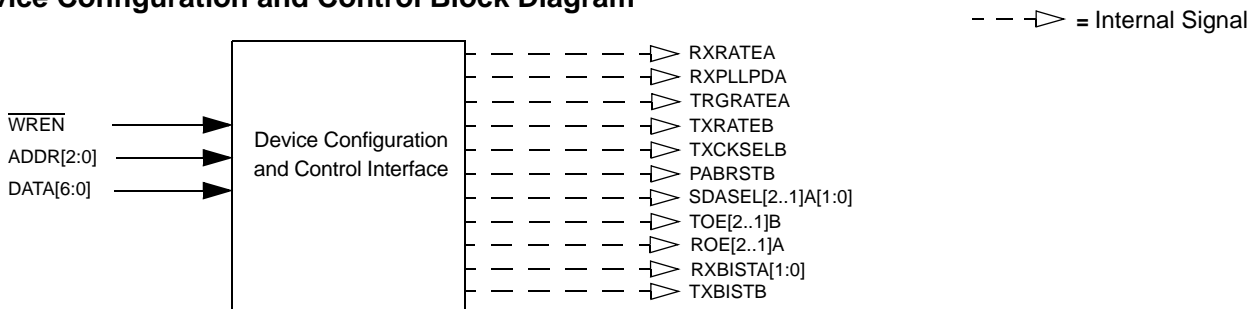 vice Configuration and Control Block Diagram
= Internal Signal
WREN
ADDR[2:0]
DATA[6:0]
Device Configuration
and Control Interface
RXRATEA
RXPLLPDA
TRGRATEA
TXRATEB
TXCKSELB
PABRSTB
SDASEL[2..1]A[1:0]
TOE[2..1]B
ROE[2..1]A
RXBISTA[1:0]
TXBISTB